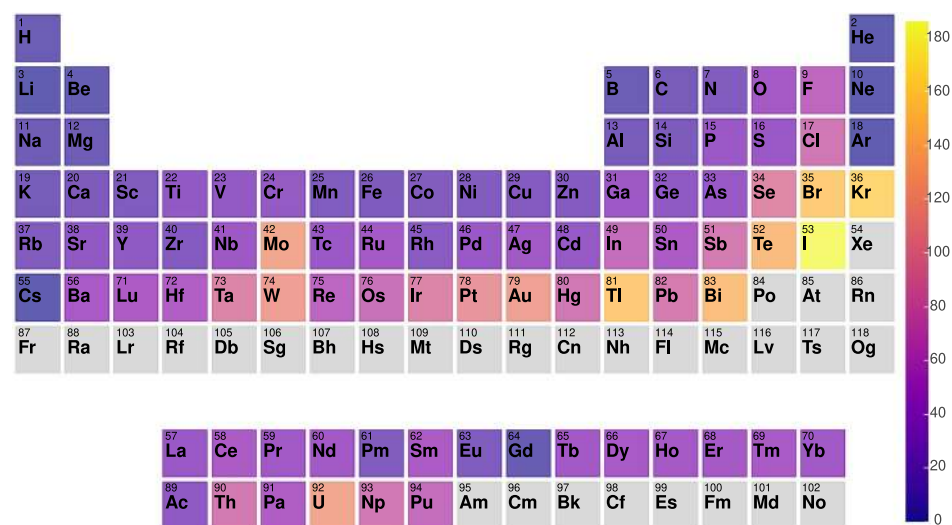 1 2
H He
3 4 5 6 7 8 9 10
Li Be B C N O F Ne
11 12 13 14 15 16 17 18
Na Mg Al Si P S Cl Ar
19 20 21 22 23 24 25 26 27 28 29 30 31 32 33 34 35 36
K Ca Sc Ti V Cr Mn Fe Co Ni Cu Zn Ga Ge As Se Br Kr
37 38 39 40 41 42 43 44 45 46 47 48 49 50 51 52 53 54
Rb Sr Y Zr Nb Mo Tc Ru Rh Pd Ag Cd In Sn Sb Te I Xe
55 56 71 72 73 74 75 76 77 78 79 80 81 82 83 84 85 86
Cs Ba Lu Hf Ta W Re Os Ir Pt Au Hg Tl Pb Bi Po At Rn
87 88 103 104 105 106 107 108 109 110 111 112 113 114 115 116 117 118
Fr Ra Lr Rf Db Sg Bh Hs Mt Ds Rg Cn Nh Fl Mc Lv Ts Og
57 58 59 60 61 62 63 64 65 66 67 68 69 70
La Ce Pr Nd Pm Sm Eu Gd Tb Dy Ho Er Tm Yb
89 90 91 92 93 94 95 96 97 98 99 100 101 102
Ac Th Pa U Np Pu Am Cm Bk Cf Es Fm Md No
180
160
140
120
100
80
60
40
20
0